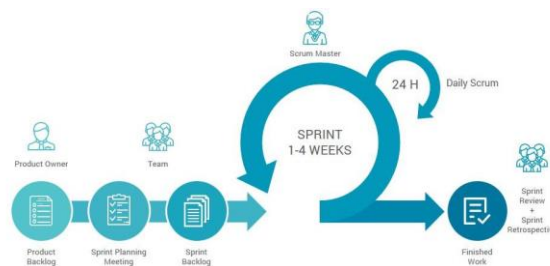 Scrum Master
24 H
Daily Scrum
SPRINT
1-4 WEEKS
Product Owner
Team
Sprint
Review
+
Sprint
Retrospecti
Product
Backlog
Sprint Planning
Meeting
Sprint
Backlog
Finished
Work